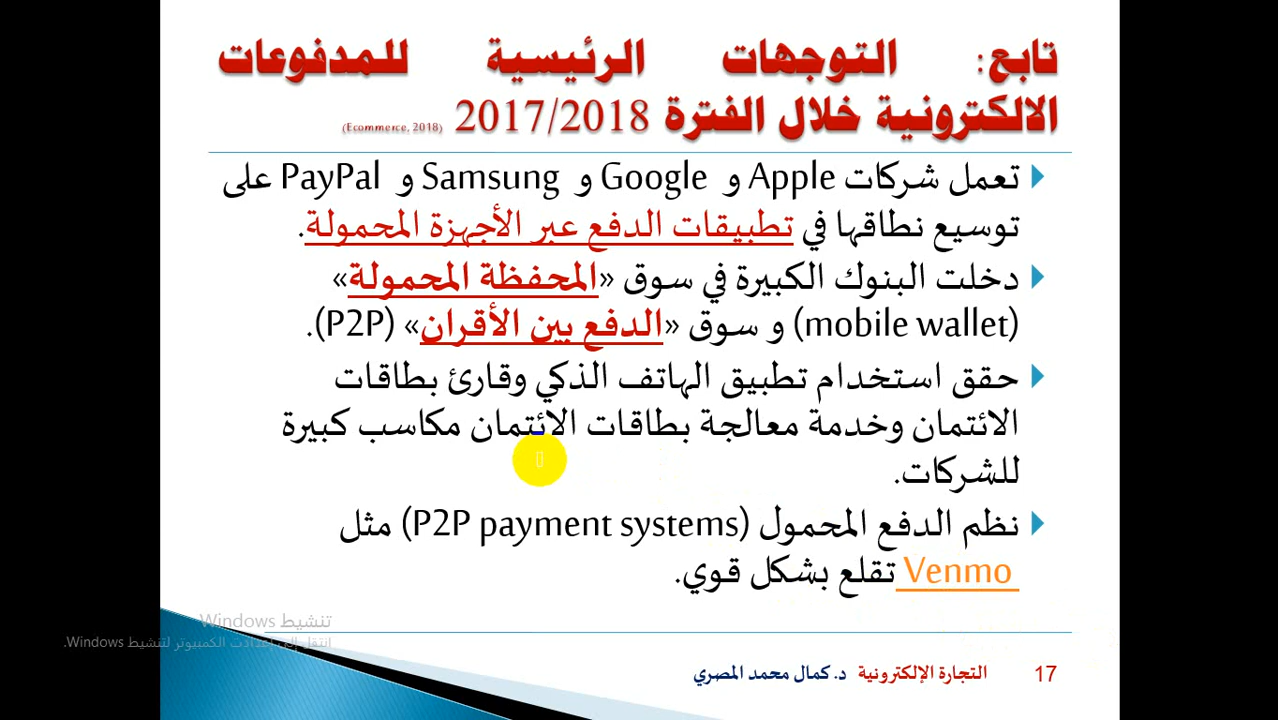 تابع: التوجهات الرئيسية للمدفوعات
الالكترونية خلال الفترة 2017/2018 (Ecommerce, 2018)
تعمل شركات Apple و Google و Samsung و PayPal على
توسيع نطاقها في تطبيقات الدفع عبر الأجهزة المحمولة.
دخلت البنوك الكبيرة في سوق «المحفظة المحمولة»
(mobile wallet) و سوق «الدفع بين الأقران» (P2P).
حقق استخدام تطبيق الهاتف الذكي وقارئ بطاقات
الائتمان وخدمة معالجة بطاقات الائتمان مكاسب كبيرة
للشركات.
نظم الدفع المحمول (P2P payment systems) مثل
Venmo تقلع بشكل قوي.
تنشيط Windows
انتقل إلى إعدادات الكمبيوتر لتنشيط Windows.
17 التجارة الإلكترونية د. كمال محمد المصري